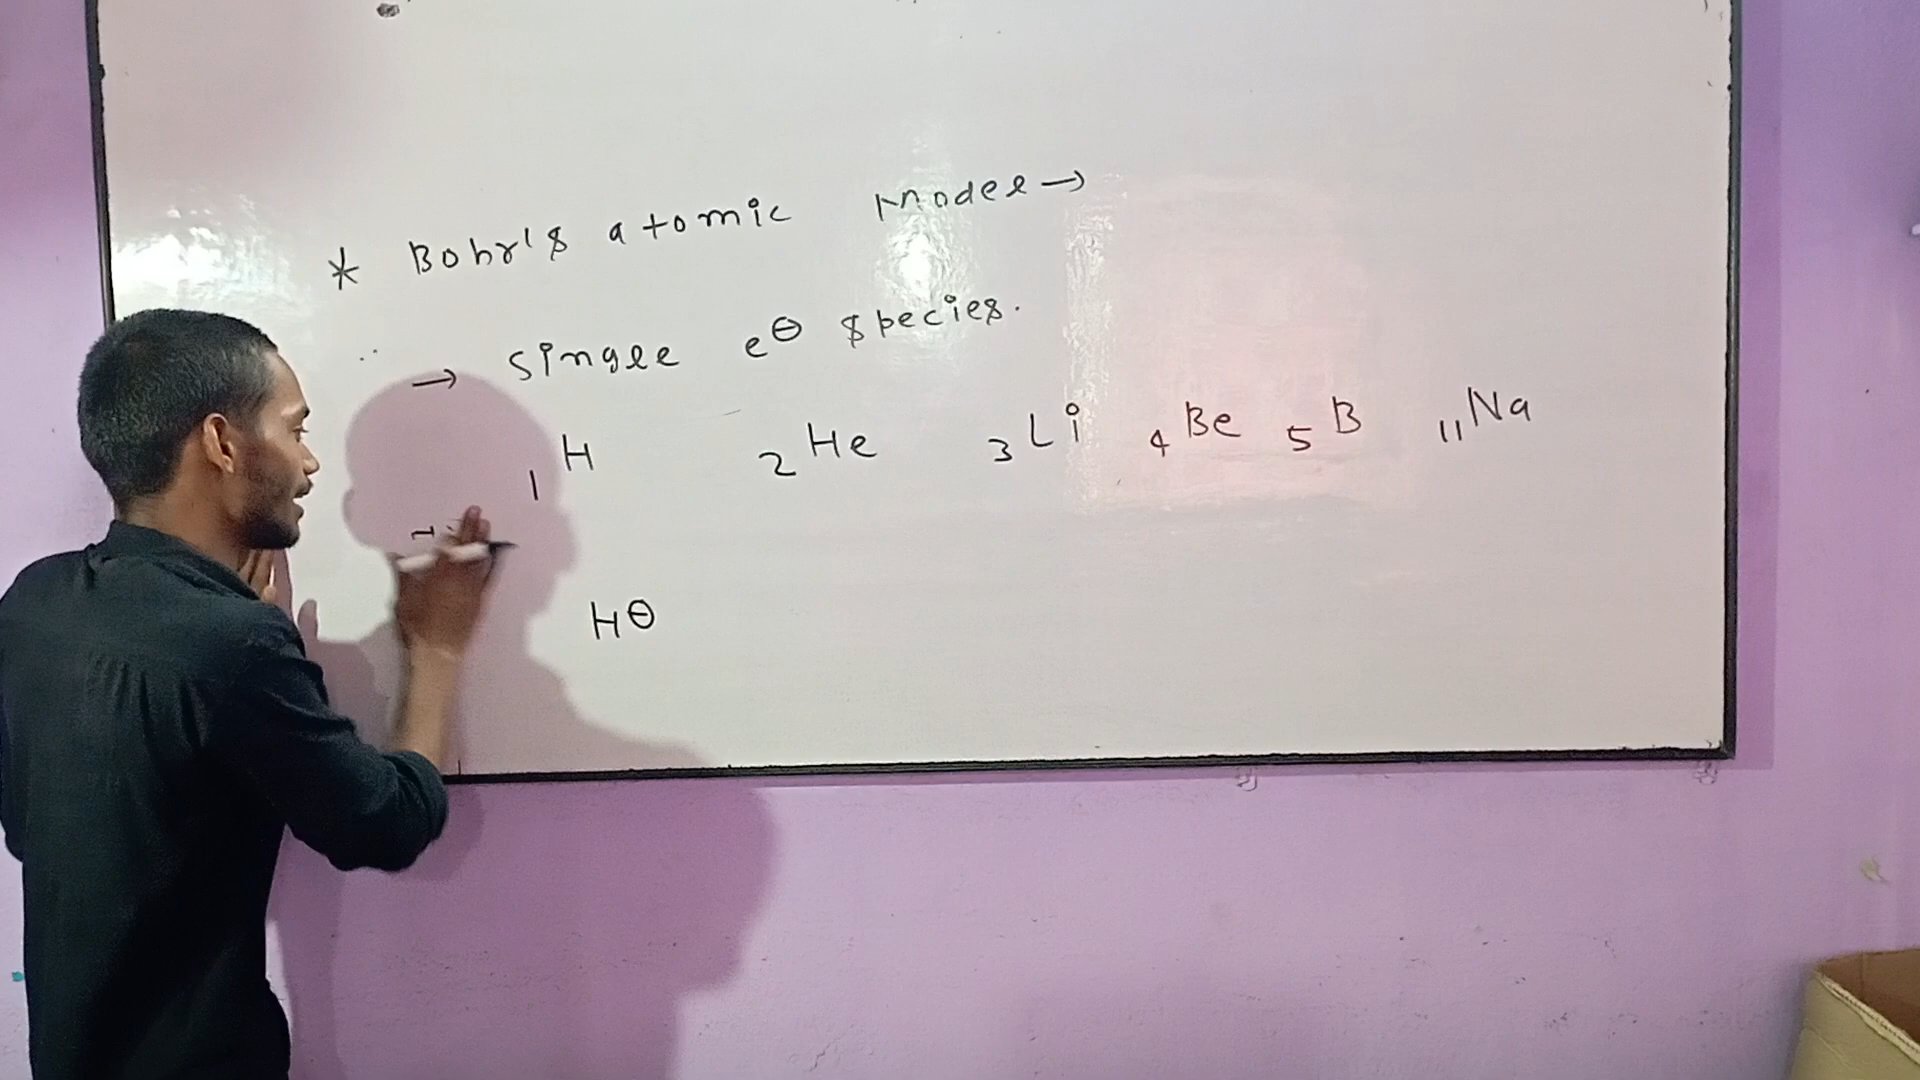 * Bohr's atomic Model →
→ Single e⊖ species.
₁H ₂He ₃Li ₄Be ₅B ₁₁Na
H⊖